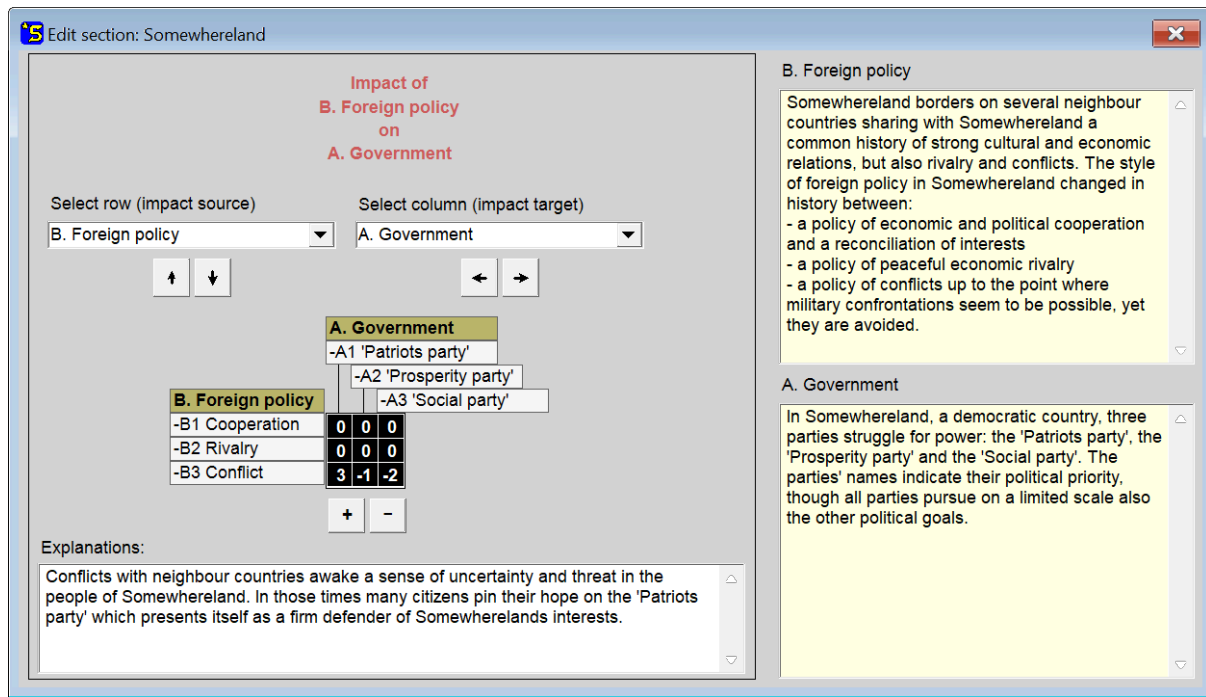 Edit section: Somewhereland
Impact of
B. Foreign policy
on
A. Government
Select row (impact source)
Select column (impact target)
B. Foreign policy
A. Government
A. Government
-A1 'Patriots party'
-A2 'Prosperity party'
B. Foreign policy
-A3 'Social party'
-B1 Cooperation 0 0 0
-B2 Rivalry 0 0 0
-B3 Conflict 3 -1 -2
+ −
Explanations:
Conflicts with neighbour countries awake a sense of uncertainty and threat in the
people of Somewhereland. In those times many citizens pin their hope on the 'Patriots
party' which presents itself as a firm defender of Somewherelands interests.
B. Foreign policy
Somewhereland borders on several neighbour
countries sharing with Somewhereland a
common history of strong cultural and economic
relations, but also rivalry and conflicts. The style
of foreign policy in Somewhereland changed in
history between:
- a policy of economic and political cooperation
and a reconciliation of interests
- a policy of peaceful economic rivalry
- a policy of conflicts up to the point where
military confrontations seem to be possible, yet
they are avoided.
A. Government
In Somewhereland, a democratic country, three
parties struggle for power: the 'Patriots party', the
'Prosperity party' and the 'Social party'. The
parties' names indicate their political priority,
though all parties pursue on a limited scale also
the other political goals.